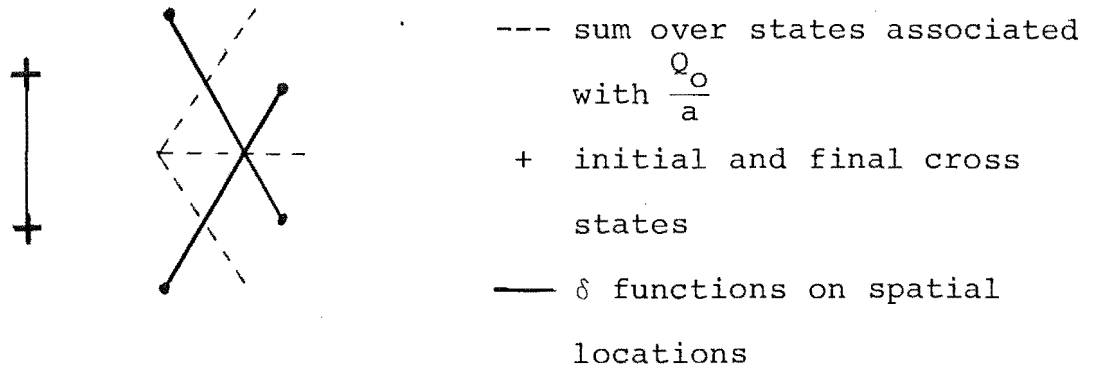 --- sum over states associated
with Q_o/a
+ initial and final cross
states
— δ functions on spatial
locations